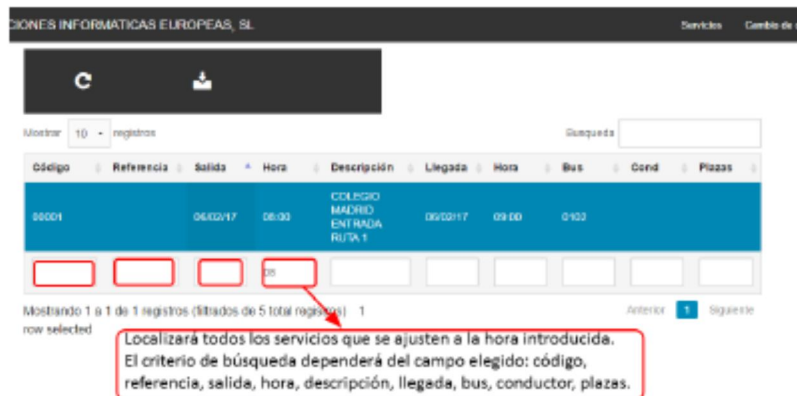 CIONES INFORMATICAS EUROPEAS, SL
Servicios Cambio de
Mostrar 10 registros
Busqueda
Código Referencia Salida Hora Descripción Llegada Hora Bus Cond Plazas
00001 06/02/17 08:00 COLEGIO MADRID ENTRADA RUTA 1 06/02/17 09:00 0102
08
Mostrando 1 a 1 de 1 registros (filtrados de 5 total registros) 1
row selected
Anterior 1 Siguiente
Localizará todos los servicios que se ajusten a la hora introducida.
El criterio de búsqueda dependerá del campo elegido: código,
referencia, salida, hora, descripción, llegada, bus, conductor, plazas.